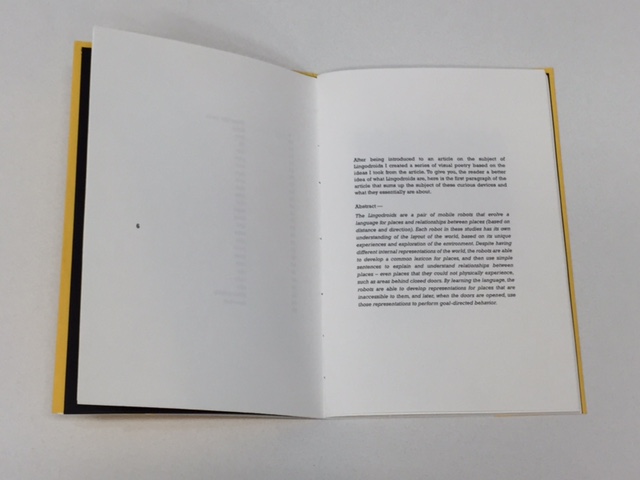 6
After being introduced to an article on the subject of
Lingodroids I created a series of visual poetry based on the
ideas I took from the article. To give you, the readers a better
idea of what Lingodroids are, here is the first paragraph of the
article that sums up the subject of these curious devices and
what they essentially are about.
Abstract —
The Lingodroids are a pair of mobile robots that evolve a
language for places and relationships between places (based on
distance and direction). Each robot in these studies has its own
understanding of the layout of the world, based on its unique
experiences and exploration of the environment. Despite having
different internal representations of the world, the robots are able
to develop a common lexicon for places, and then use simple
sentences to explain and understand relationships between
places – even places that they could not physically experience,
such as areas behind closed doors. By learning the language, the
robots are able to develop representations for places that are
inaccessible to them, and later, when the doors are opened, use
those representations to perform goal-directed behavior.